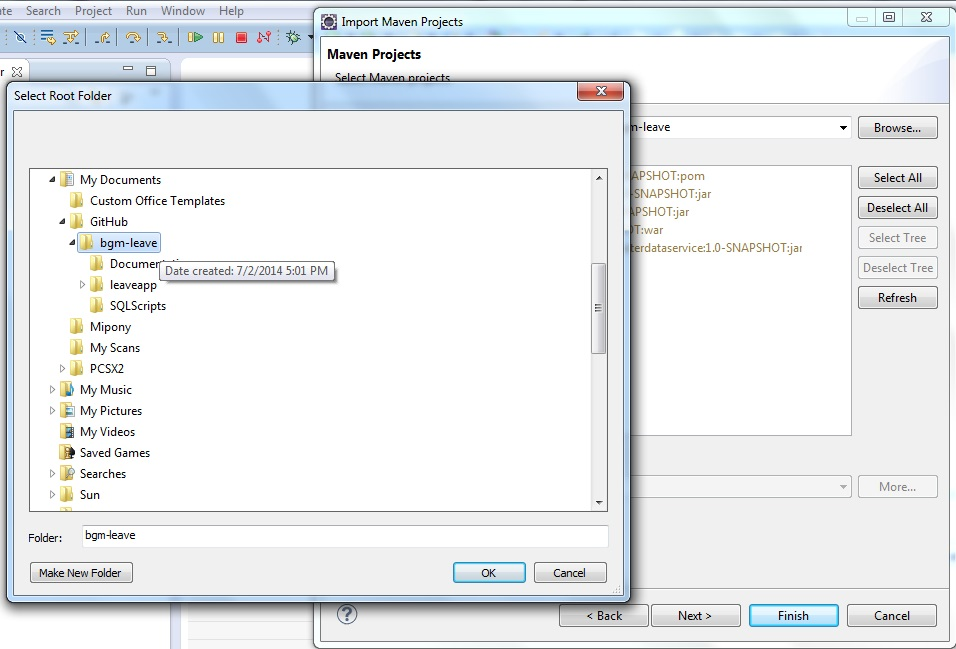 ate Search Project Run Window Help
Import Maven Projects
Maven Projects
Select Maven projects
Select Root Folder
m-leave
Browse...
My Documents
Custom Office Templates
GitHub
bgm-leave
Documentati
Date created: 7/2/2014 5:01 PM
leaveapp
SQLScripts
Mipony
My Scans
PCSX2
My Music
My Pictures
My Videos
Saved Games
Searches
Sun
APSHOT:pom
-SNAPSHOT:jar
APSHOT:jar
OT:war
terdataservice:1.0-SNAPSHOT:jar
Select All
Deselect All
Select Tree
Deselect Tree
Refresh
More...
Folder: bgm-leave
Make New Folder OK Cancel
? < Back Next > Finish Cancel